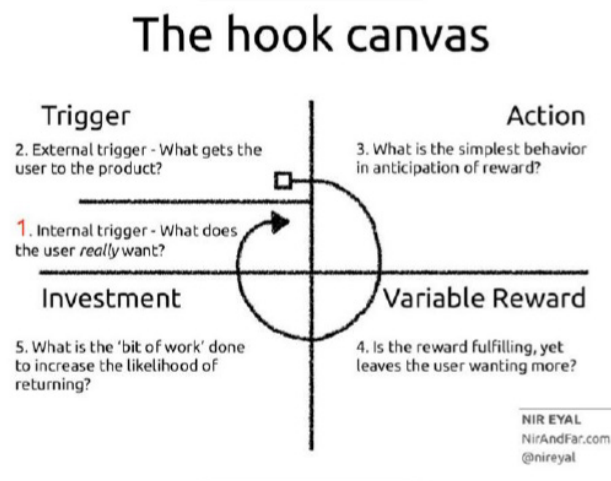 The hook canvas
Trigger
2. External trigger - What gets the
user to the product?
1. Internal trigger - What does
the user really want?
Action
3. What is the simplest behavior
in anticipation of reward?
Investment
5. What is the 'bit of work' done
to increase the likelihood of
returning?
Variable Reward
4. Is the reward fulfilling, yet
leaves the user wanting more?
NIR EYAL
NirAndFar.com
@nireyal